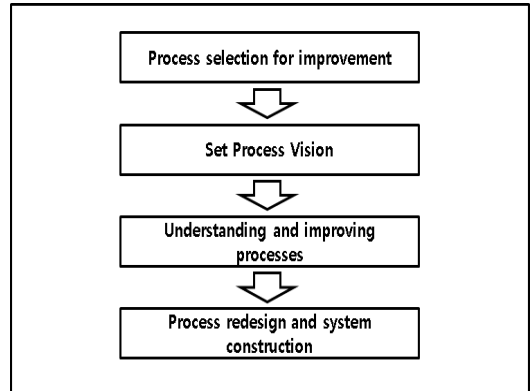 Process selection for improvement
Set Process Vision
Understanding and improving
processes
Process redesign and system
construction